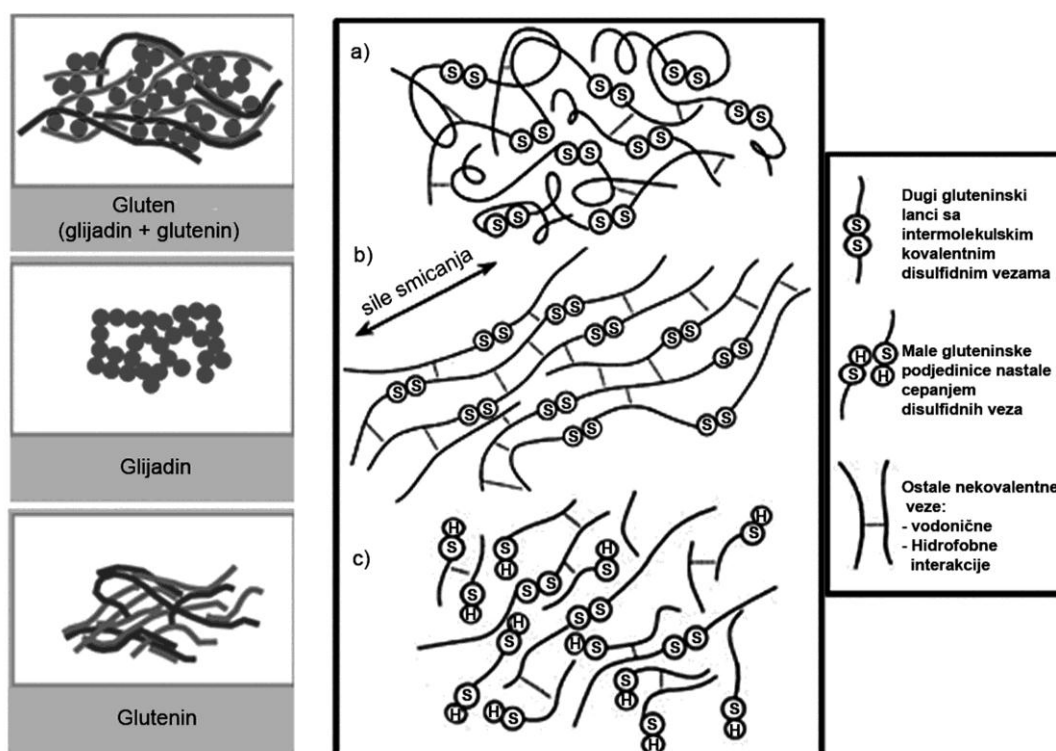 Gluten
(glijadin + glutenin)
Glijadin
Glutenin
a)
S S
S S
S S
S S
S S
S S
S S
S S
S S
b)
sile smicanja
S S
S S
S S
S S
S S
S S
S S
S S
S S
S S
c)
H
S
S
H
S
H
S S
H
S
H
S
S S
H
S
H S
S S
H
S
H S
S
H
S
H
S
H
S
S
Dugi gluteninski
lanci sa
intermolekulskim
kovalentnim
disulfidnim vezama
H S
S H
Male gluteninske
podjedinice nastale
cepanjem
disulfidnih veza
Ostale nekovalentne
veze:
- vodonične
- Hidrofobne
interakcije